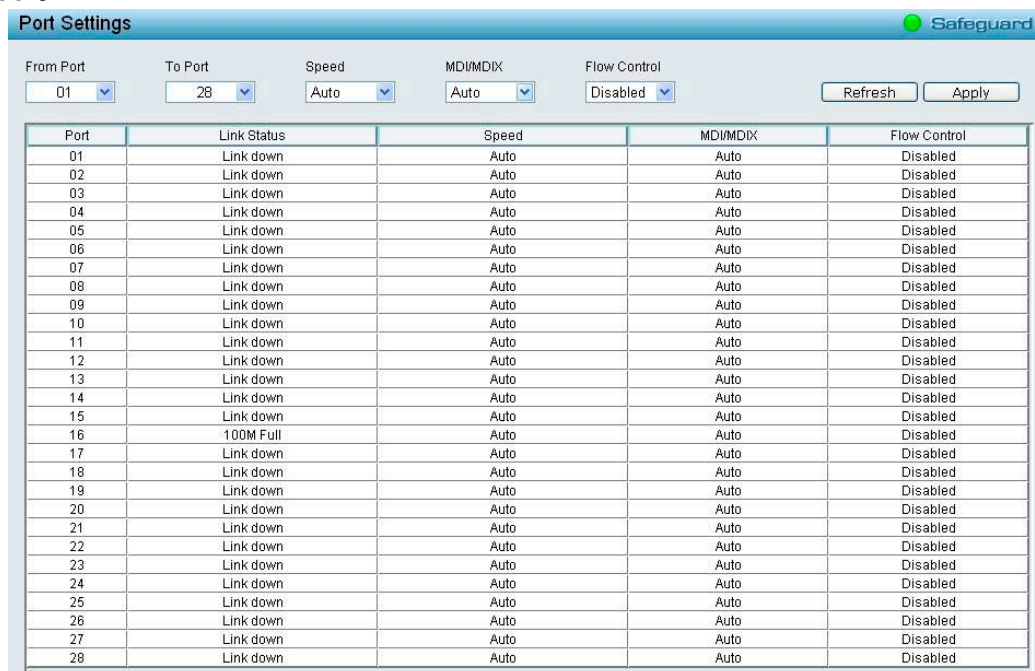 Port Settings Safeguard
From Port To Port Speed MDI/MDIX Flow Control
01 28 Auto Auto Disabled Refresh Apply
Port Link Status Speed MDI/MDIX Flow Control
01 Link down Auto Auto Disabled
02 Link down Auto Auto Disabled
03 Link down Auto Auto Disabled
04 Link down Auto Auto Disabled
05 Link down Auto Auto Disabled
06 Link down Auto Auto Disabled
07 Link down Auto Auto Disabled
08 Link down Auto Auto Disabled
09 Link down Auto Auto Disabled
10 Link down Auto Auto Disabled
11 Link down Auto Auto Disabled
12 Link down Auto Auto Disabled
13 Link down Auto Auto Disabled
14 Link down Auto Auto Disabled
15 Link down Auto Auto Disabled
16 100M Full Auto Auto Disabled
17 Link down Auto Auto Disabled
18 Link down Auto Auto Disabled
19 Link down Auto Auto Disabled
20 Link down Auto Auto Disabled
21 Link down Auto Auto Disabled
22 Link down Auto Auto Disabled
23 Link down Auto Auto Disabled
24 Link down Auto Auto Disabled
25 Link down Auto Auto Disabled
26 Link down Auto Auto Disabled
27 Link down Auto Auto Disabled
28 Link down Auto Auto Disabled